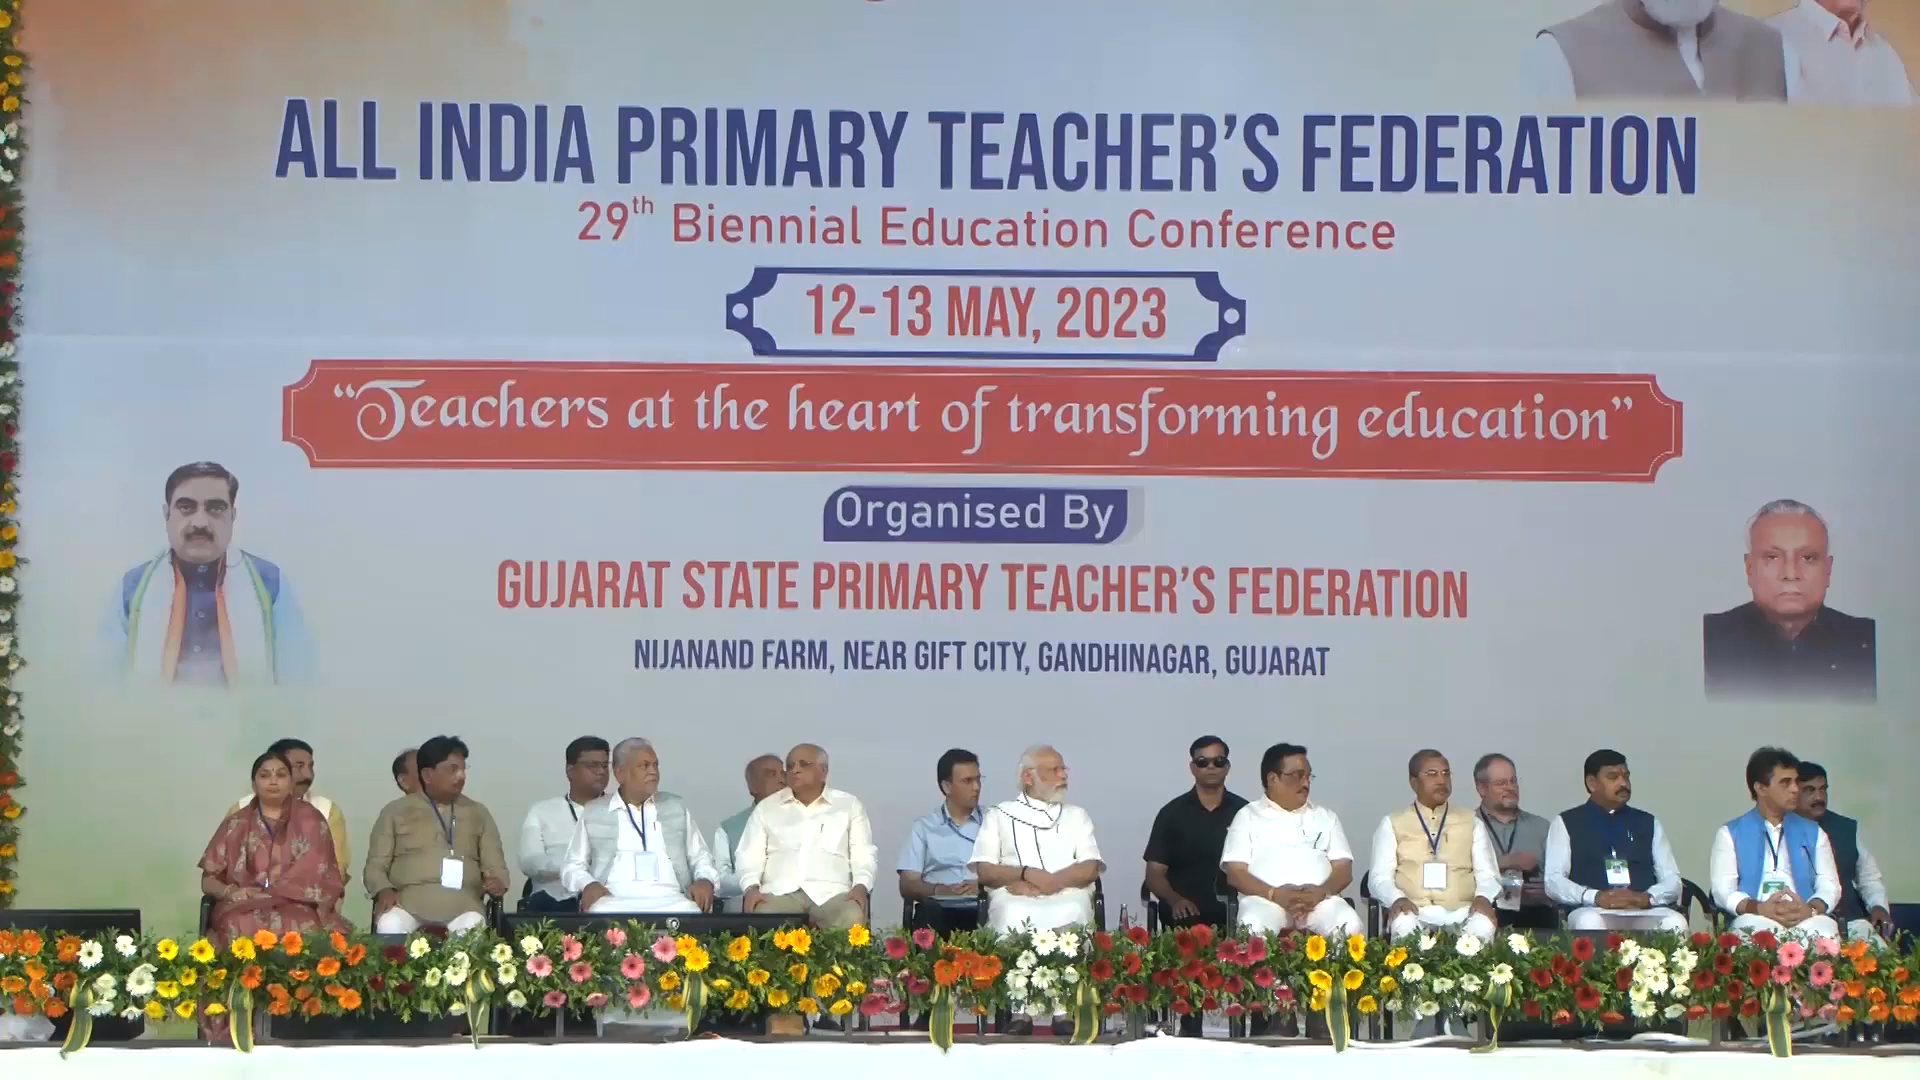 ALL INDIA PRIMARY TEACHER'S FEDERATION
29th Biennial Education Conference
12-13 MAY, 2023
“Teachers at the heart of transforming education”
Organised By
GUJARAT STATE PRIMARY TEACHER'S FEDERATION
NIJANAND FARM, NEAR GIFT CITY, GANDHINAGAR, GUJARAT